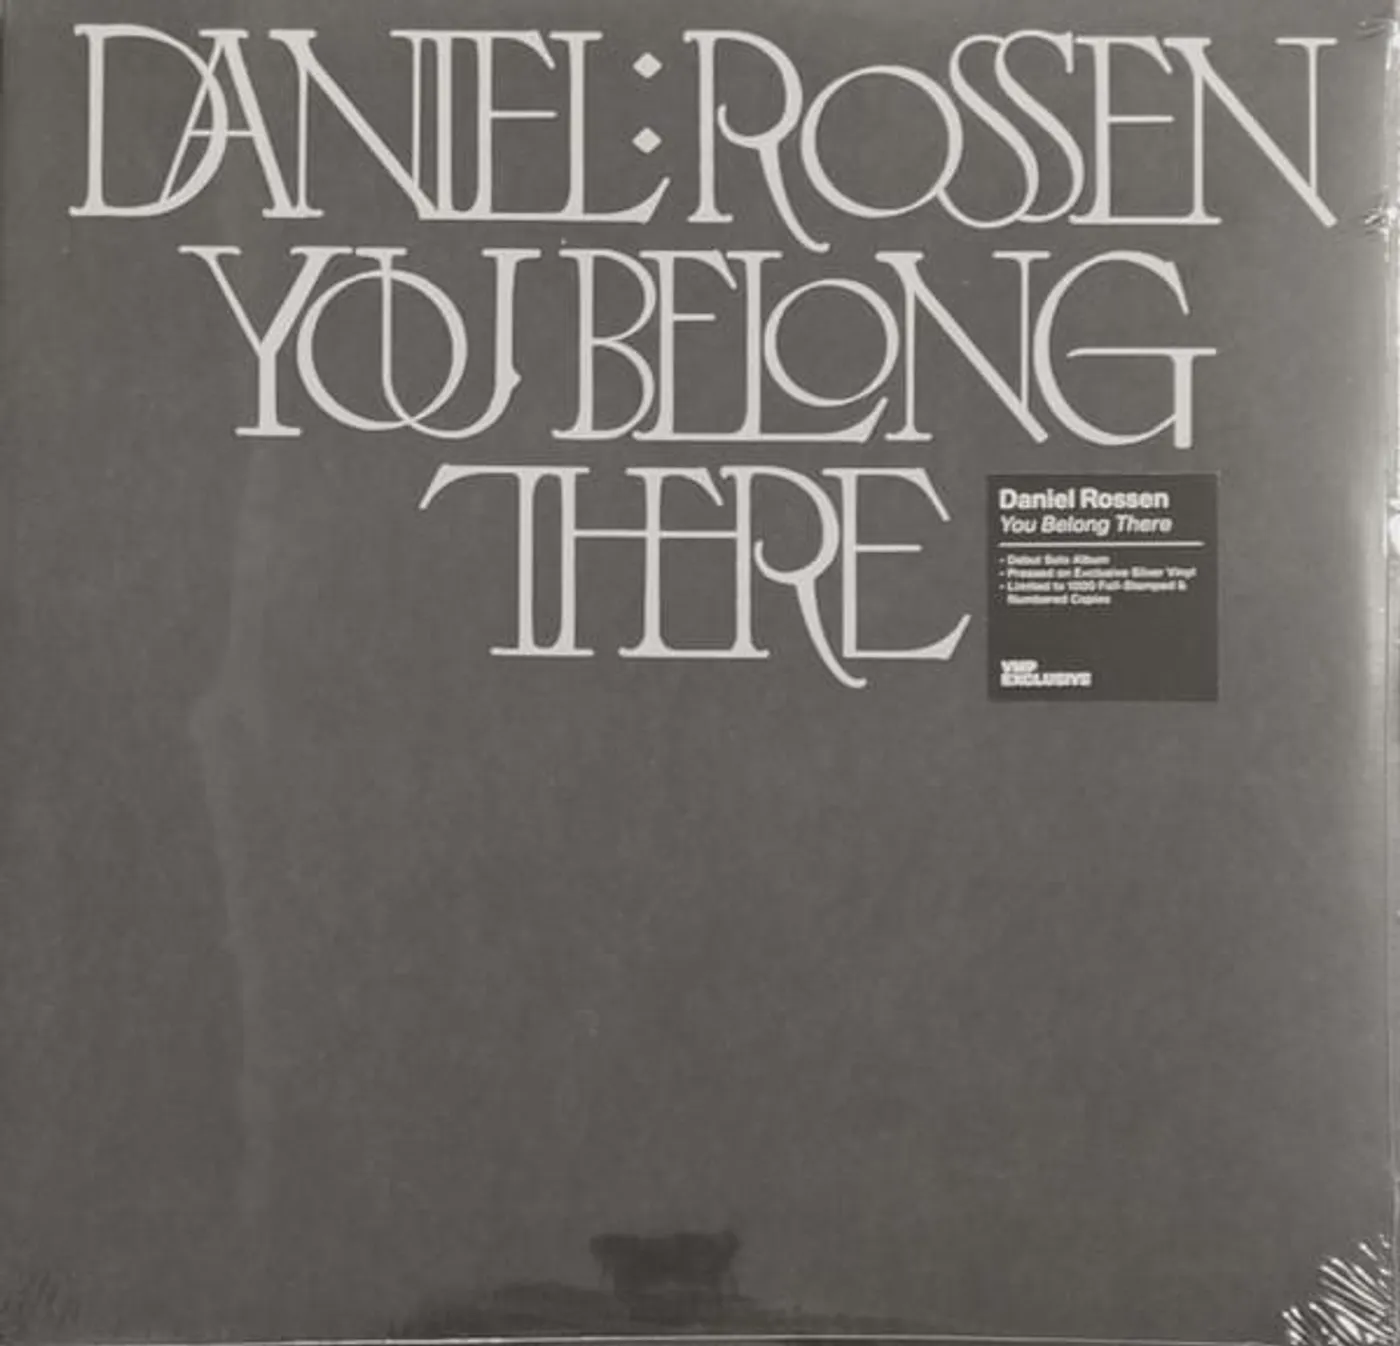 DANIEL: ROSSEN
YOU BELONG
THERE
Daniel Rossen
You Belong There
- Debut Solo Album
- Pressed on Exclusive Silver Vinyl
- Limited to 1000 Foil-Stamped &
Numbered Copies
VMP
EXCLUSIVE